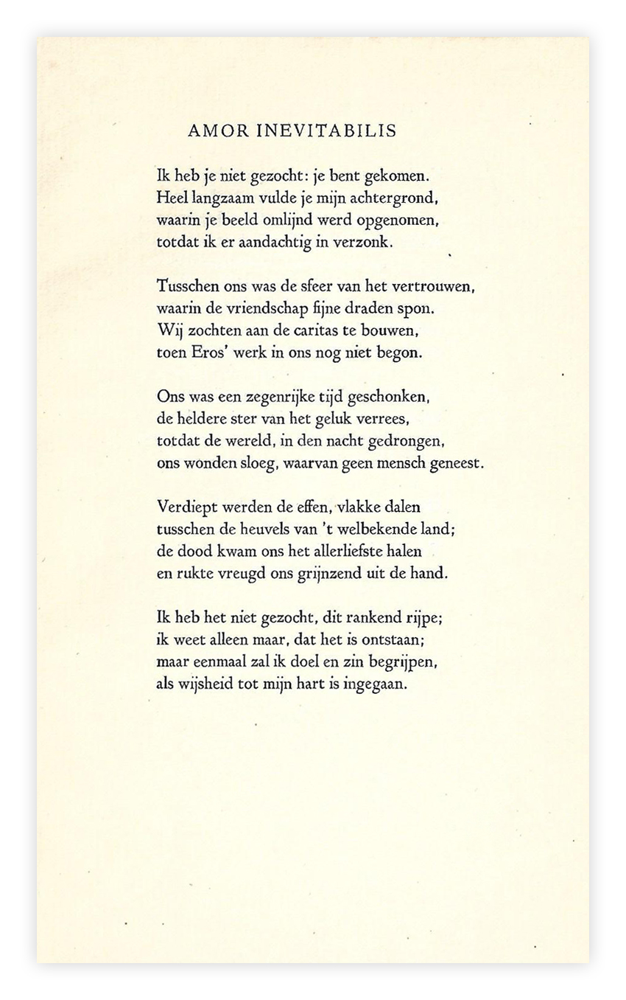 AMOR INEVITABILIS
Ik heb je niet gezocht: je bent gekomen.
Heel langzaam vulde je mijn achtergrond,
waarin je beeld omlijnd werd opgenomen,
totdat ik er aandachtig in verzonk.
Tusschen ons was de sfeer van het vertrouwen,
waarin de vriendschap fijne draden spon.
Wij zochten aan de caritas te bouwen,
toen Eros' werk in ons nog niet begon.
Ons was een zegenrijke tijd geschonken,
de heldere ster van het geluk verrees,
totdat de wereld, in den nacht gedrongen,
ons wonden sloeg, waarvan geen mensch geneest.
Verdiept werden de effen, vlakke dalen
tusschen de heuvels van 't welbekende land;
de dood kwam ons het allerliefste halen
en rukte vreugd ons grijnzend uit de hand.
Ik heb het niet gezocht, dit rankend rijpe;
ik weet alleen maar, dat het is ontstaan;
maar eenmaal zal ik doel en zin begrijpen,
als wijsheid tot mijn hart is ingegaan.